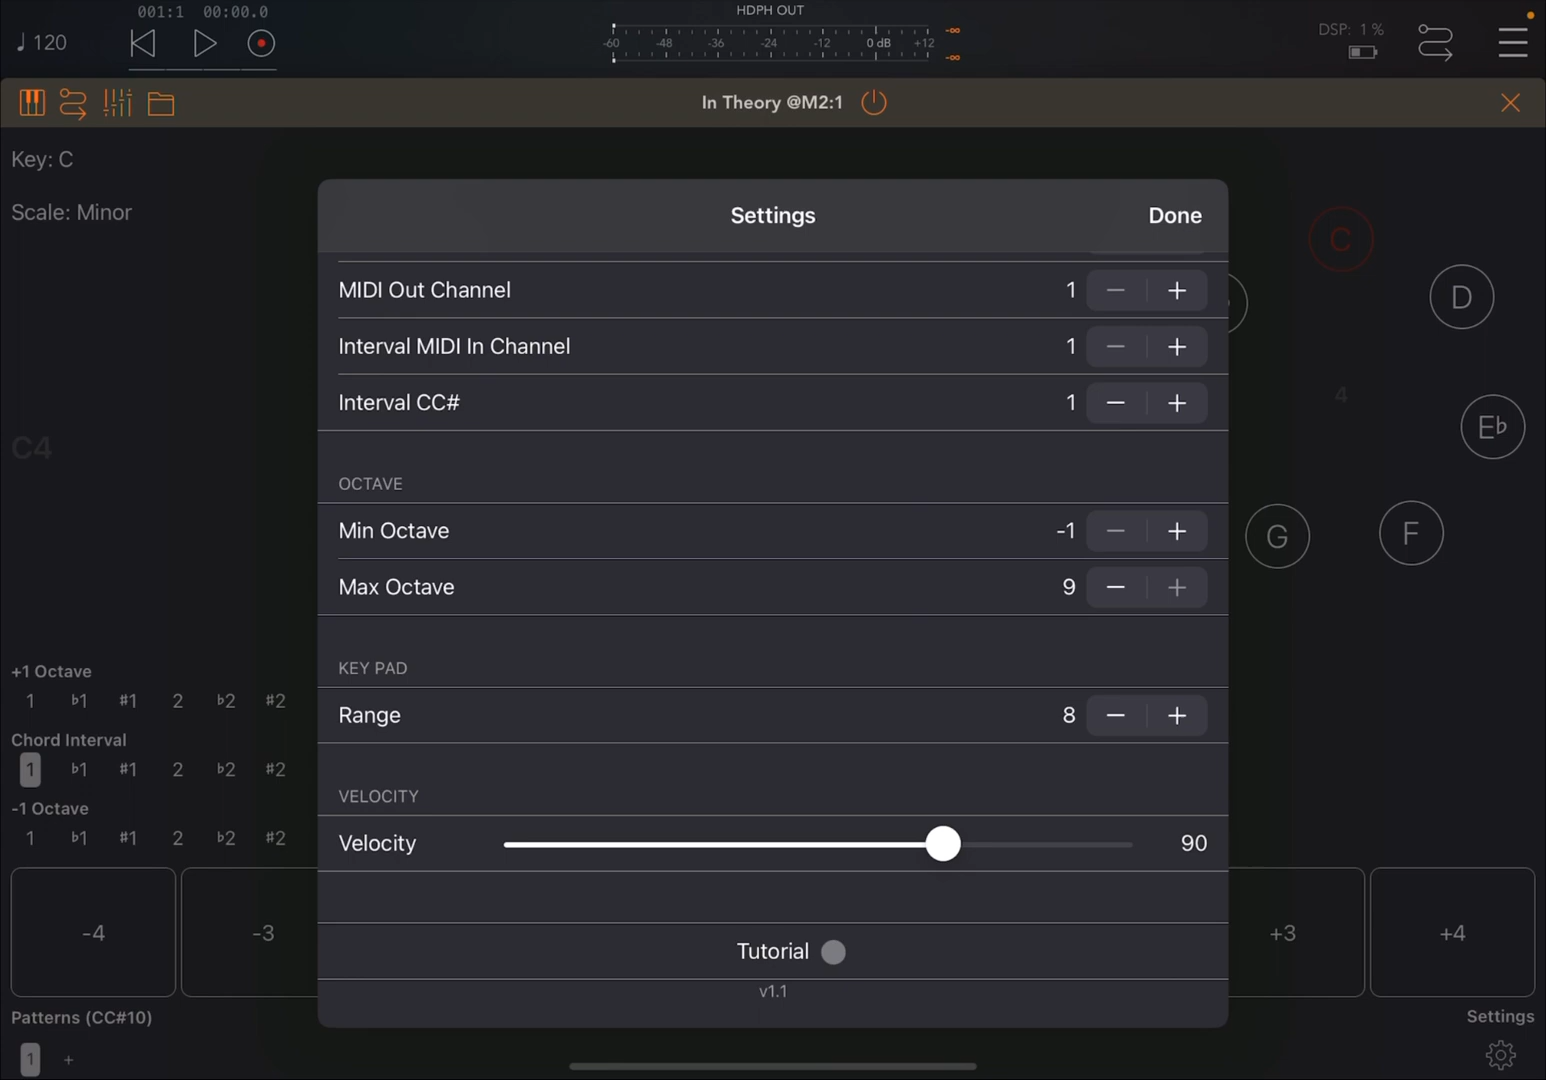 001:1 00:00.0
HDPH OUT
♩ 120
-60 -48 -36 -24 -12 0 dB +12
-∞
-∞
DSP: 1 %
In Theory @M2:1
Key: C
Scale: Minor
Settings
Done
MIDI Out Channel 1 − +
Interval MIDI In Channel 1 − +
Interval CC# 1 − +
OCTAVE
Min Octave -1 − +
Max Octave 9 − +
KEY PAD
Range 8 − +
VELOCITY
Velocity 90
Tutorial
v1.1
C
D
4
E♭
G
F
C4
+1 Octave
1 ♭1 #1 2 ♭2 #2
Chord Interval
1 ♭1 #1 2 ♭2 #2
-1 Octave
1 ♭1 #1 2 ♭2 #2
-4 -3 +3 +4
Patterns (CC#10)
Settings
1 +